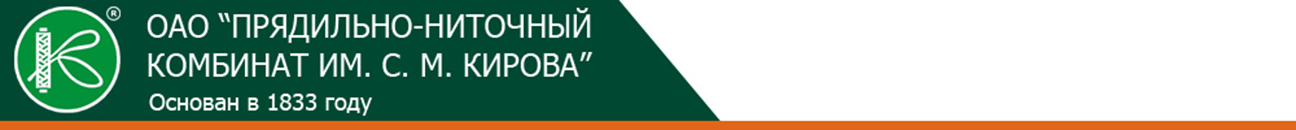 ®
ОАО “ПРЯДИЛЬНО-НИТОЧНЫЙ
КОМБИНАТ ИМ. С. М. КИРОВА”
Основан в 1833 году